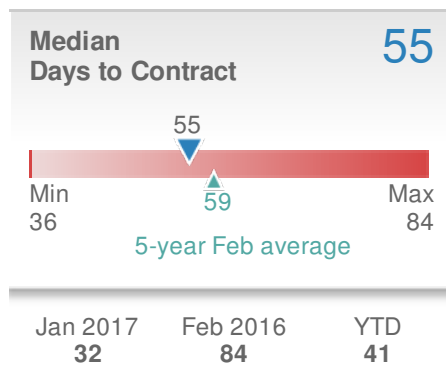 Median 55
Days to Contract
55
59
Min Max
36 84
5-year Feb average
Jan 2017 Feb 2016 YTD
32 84 41